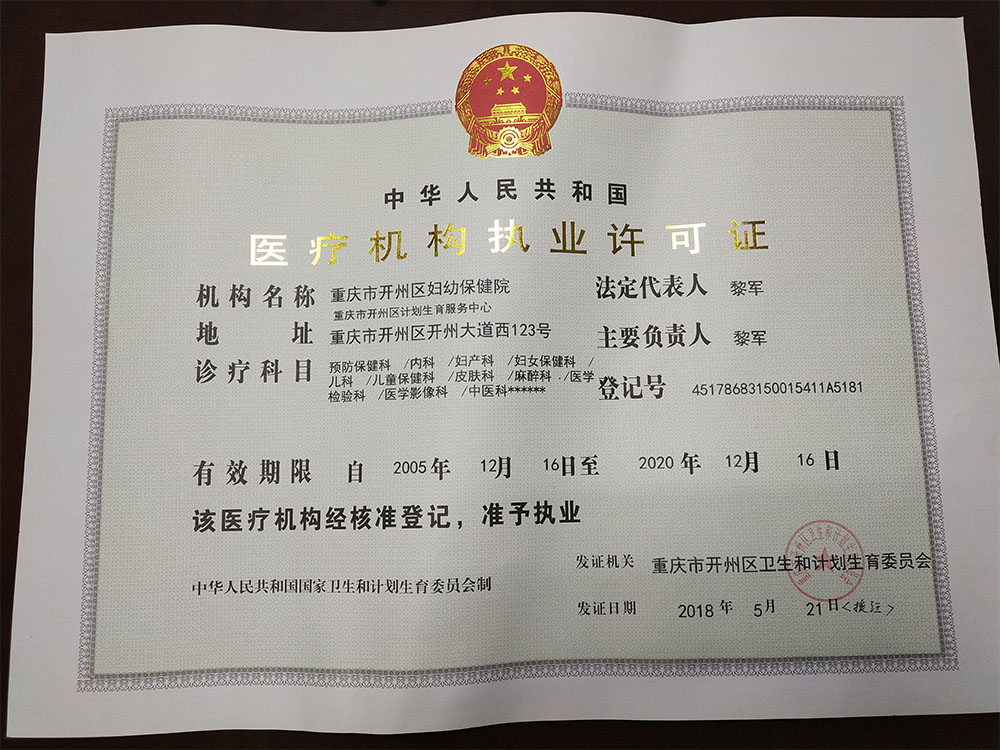 中华人民共和国
医疗机构执业许可证
机构名称 重庆市开州区妇幼保健院
重庆市开州区计划生育服务中心
地址 重庆市开州区开州大道西123号
诊疗科目 预防保健科 /内科 /妇产科 /妇女保健科 /
儿科 /儿童保健科 /皮肤科 /麻醉科 /医学
检验科 /医学影像科 /中医科******
法定代表人 黎军
主要负责人 黎军
登记号 45178683150015411A5181
有效期限 自 2005年 12月 16日至 2020年 12月 16日
该医疗机构经核准登记，准予执业
发证机关 重庆市开州区卫生和计划生育委员会
中华人民共和国国家卫生和计划生育委员会制
发证日期 2018年 5月 21日<换证>